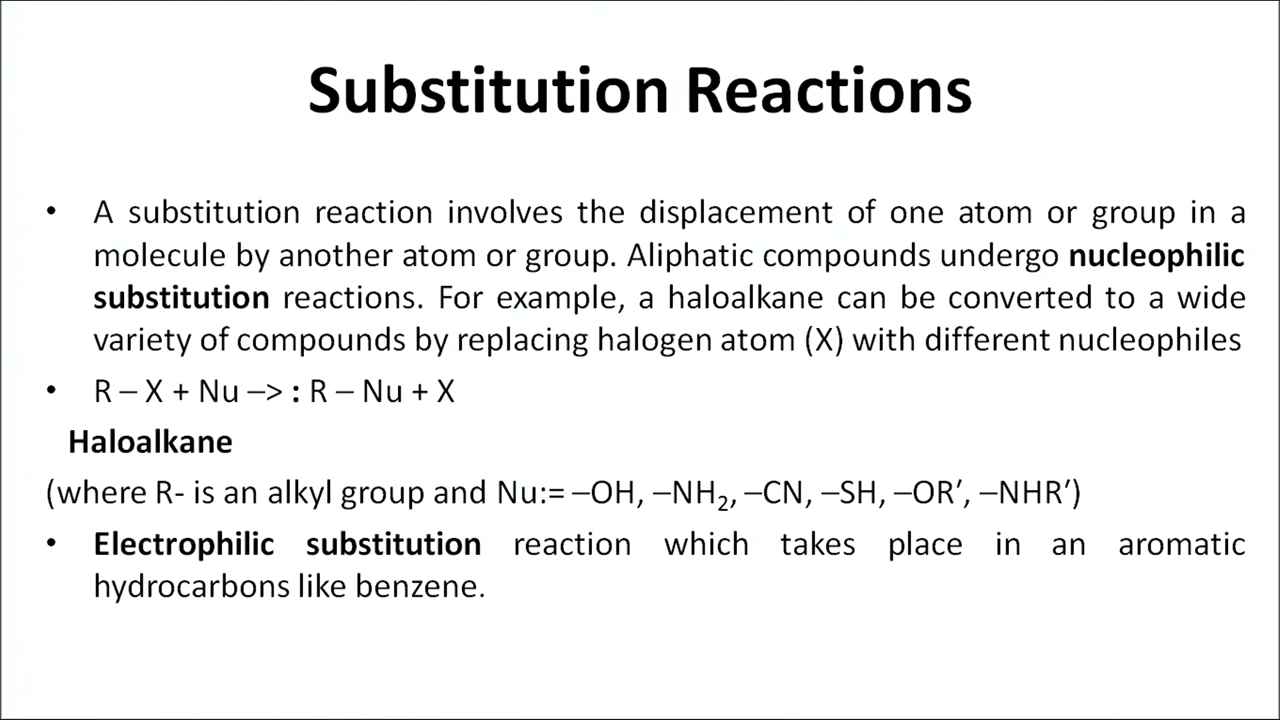 Substitution Reactions
• A substitution reaction involves the displacement of one atom or group in a
molecule by another atom or group. Aliphatic compounds undergo nucleophilic
substitution reactions. For example, a haloalkane can be converted to a wide
variety of compounds by replacing halogen atom (X) with different nucleophiles
• R – X + Nu –> : R – Nu + X
Haloalkane
(where R- is an alkyl group and Nu:= –OH, –NH₂, –CN, –SH, –OR′, –NHR′)
• Electrophilic substitution reaction which takes place in an aromatic
hydrocarbons like benzene.